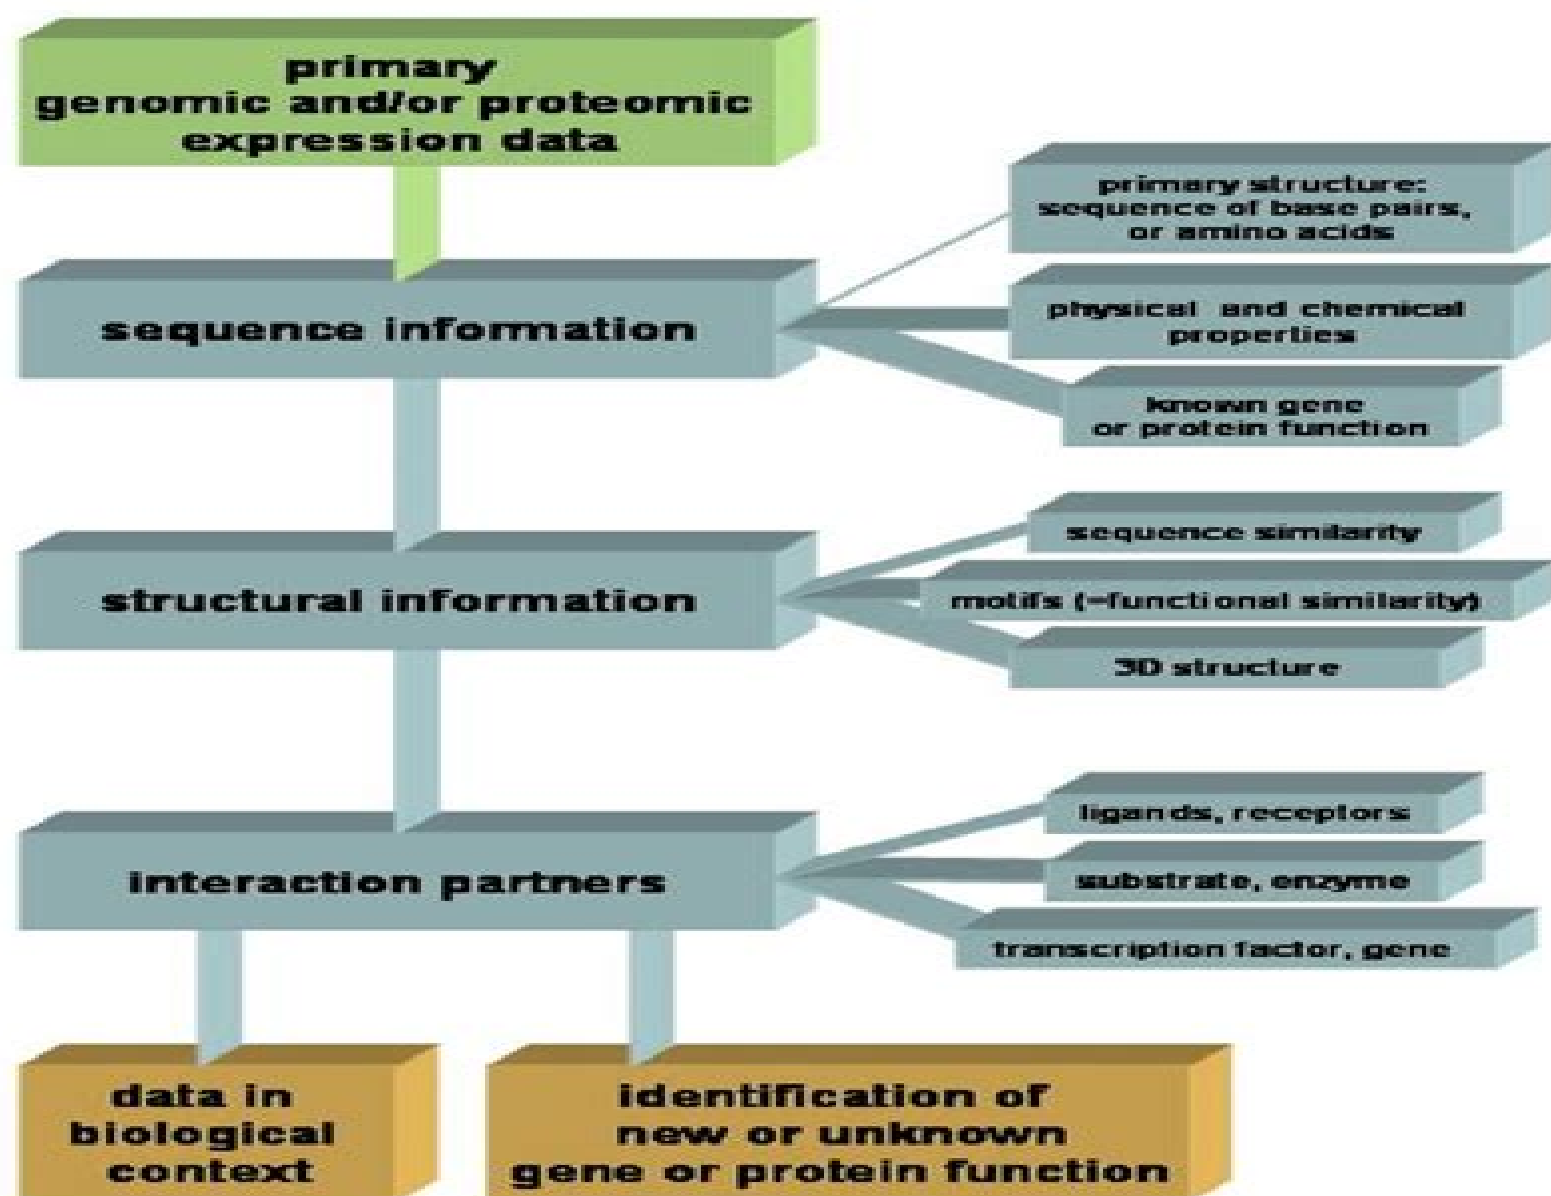 primary
genomic and/or proteomic
expression data
sequence information
primary structure:
sequence of base pairs,
or amino acids
physical and chemical
properties
known gene
or protein function
structural information
sequence similarity
motifs (=functional similarity)
3D structure
interaction partners
ligands, receptors
substrate, enzyme
transcription factor, gene
data in
biological
context
identification of
new or unknown
gene or protein function